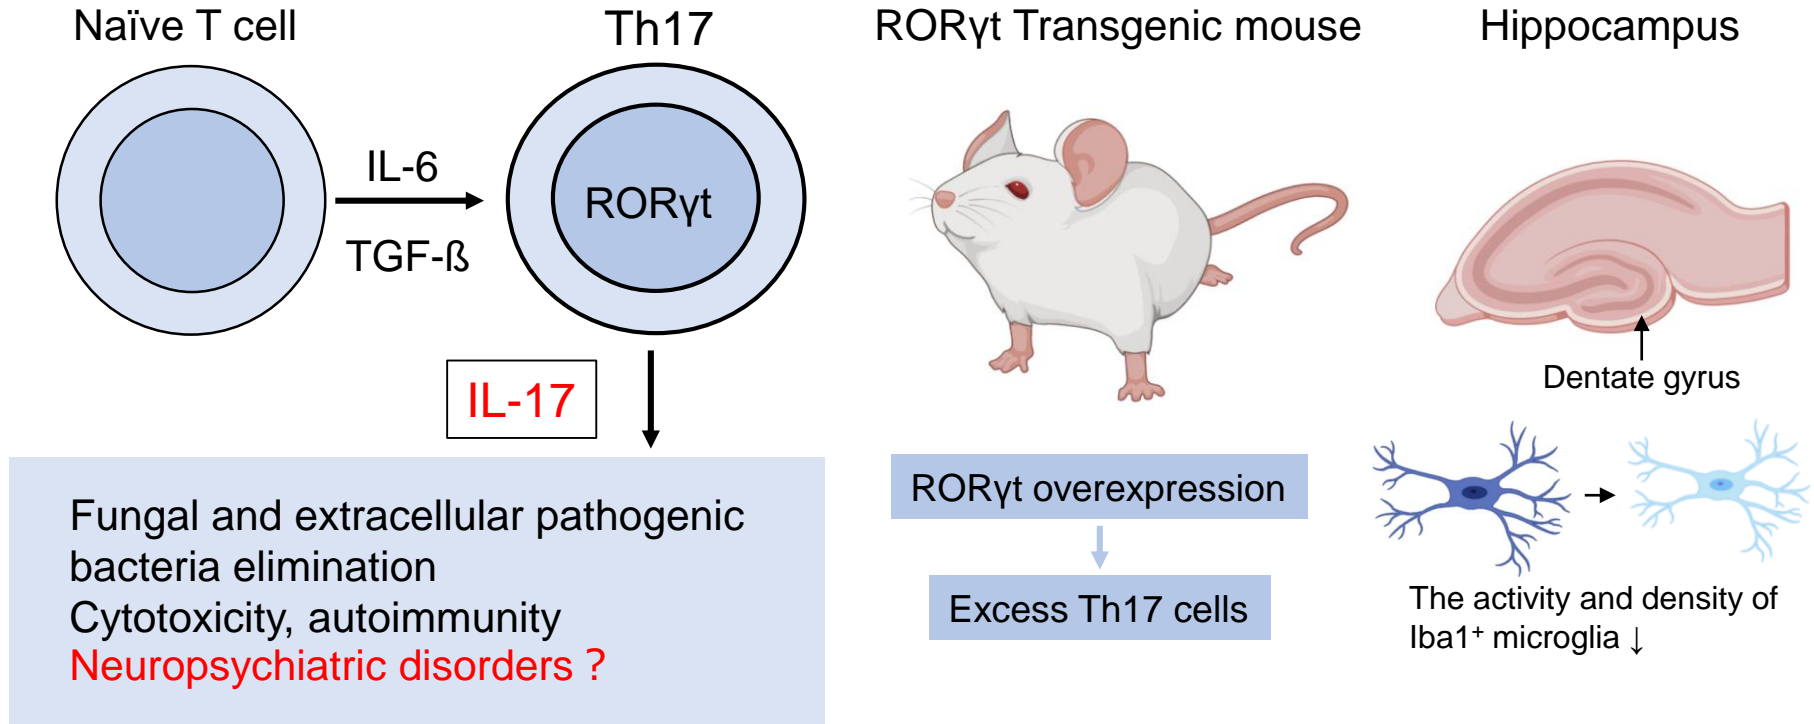 Naïve T cell
Th17
RORγt Transgenic mouse
Hippocampus
IL-6
TGF-ß
RORγt
IL-17
Fungal and extracellular pathogenic
bacteria elimination
Cytotoxicity, autoimmunity
Neuropsychiatric disorders ?
RORγt overexpression
Excess Th17 cells
Dentate gyrus
The activity and density of
Iba1⁺ microglia ↓